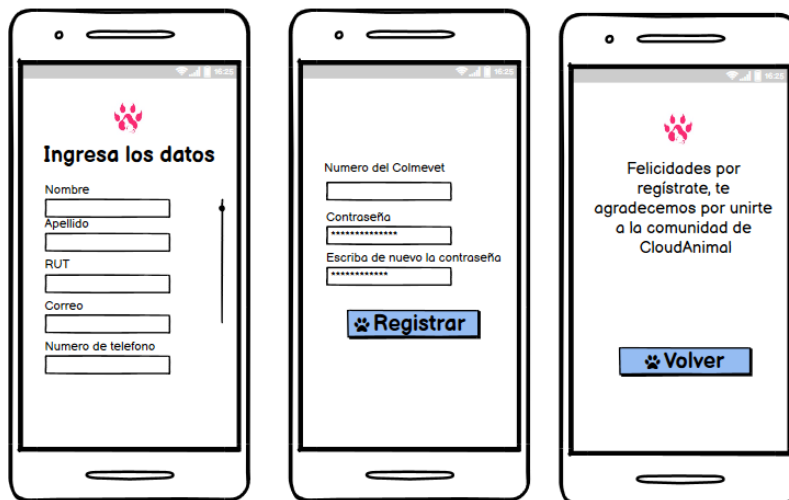 16:25
Ingresa los datos
Nombre
Apellido
RUT
Correo
Numero de telefono
16:25
Numero del Colmevet
Contraseña
**************
Escriba de nuevo la contraseña
************
Registrar
16:25
Felicidades por
regístrate, te
agradecemos por unirte
a la comunidad de
CloudAnimal
Volver